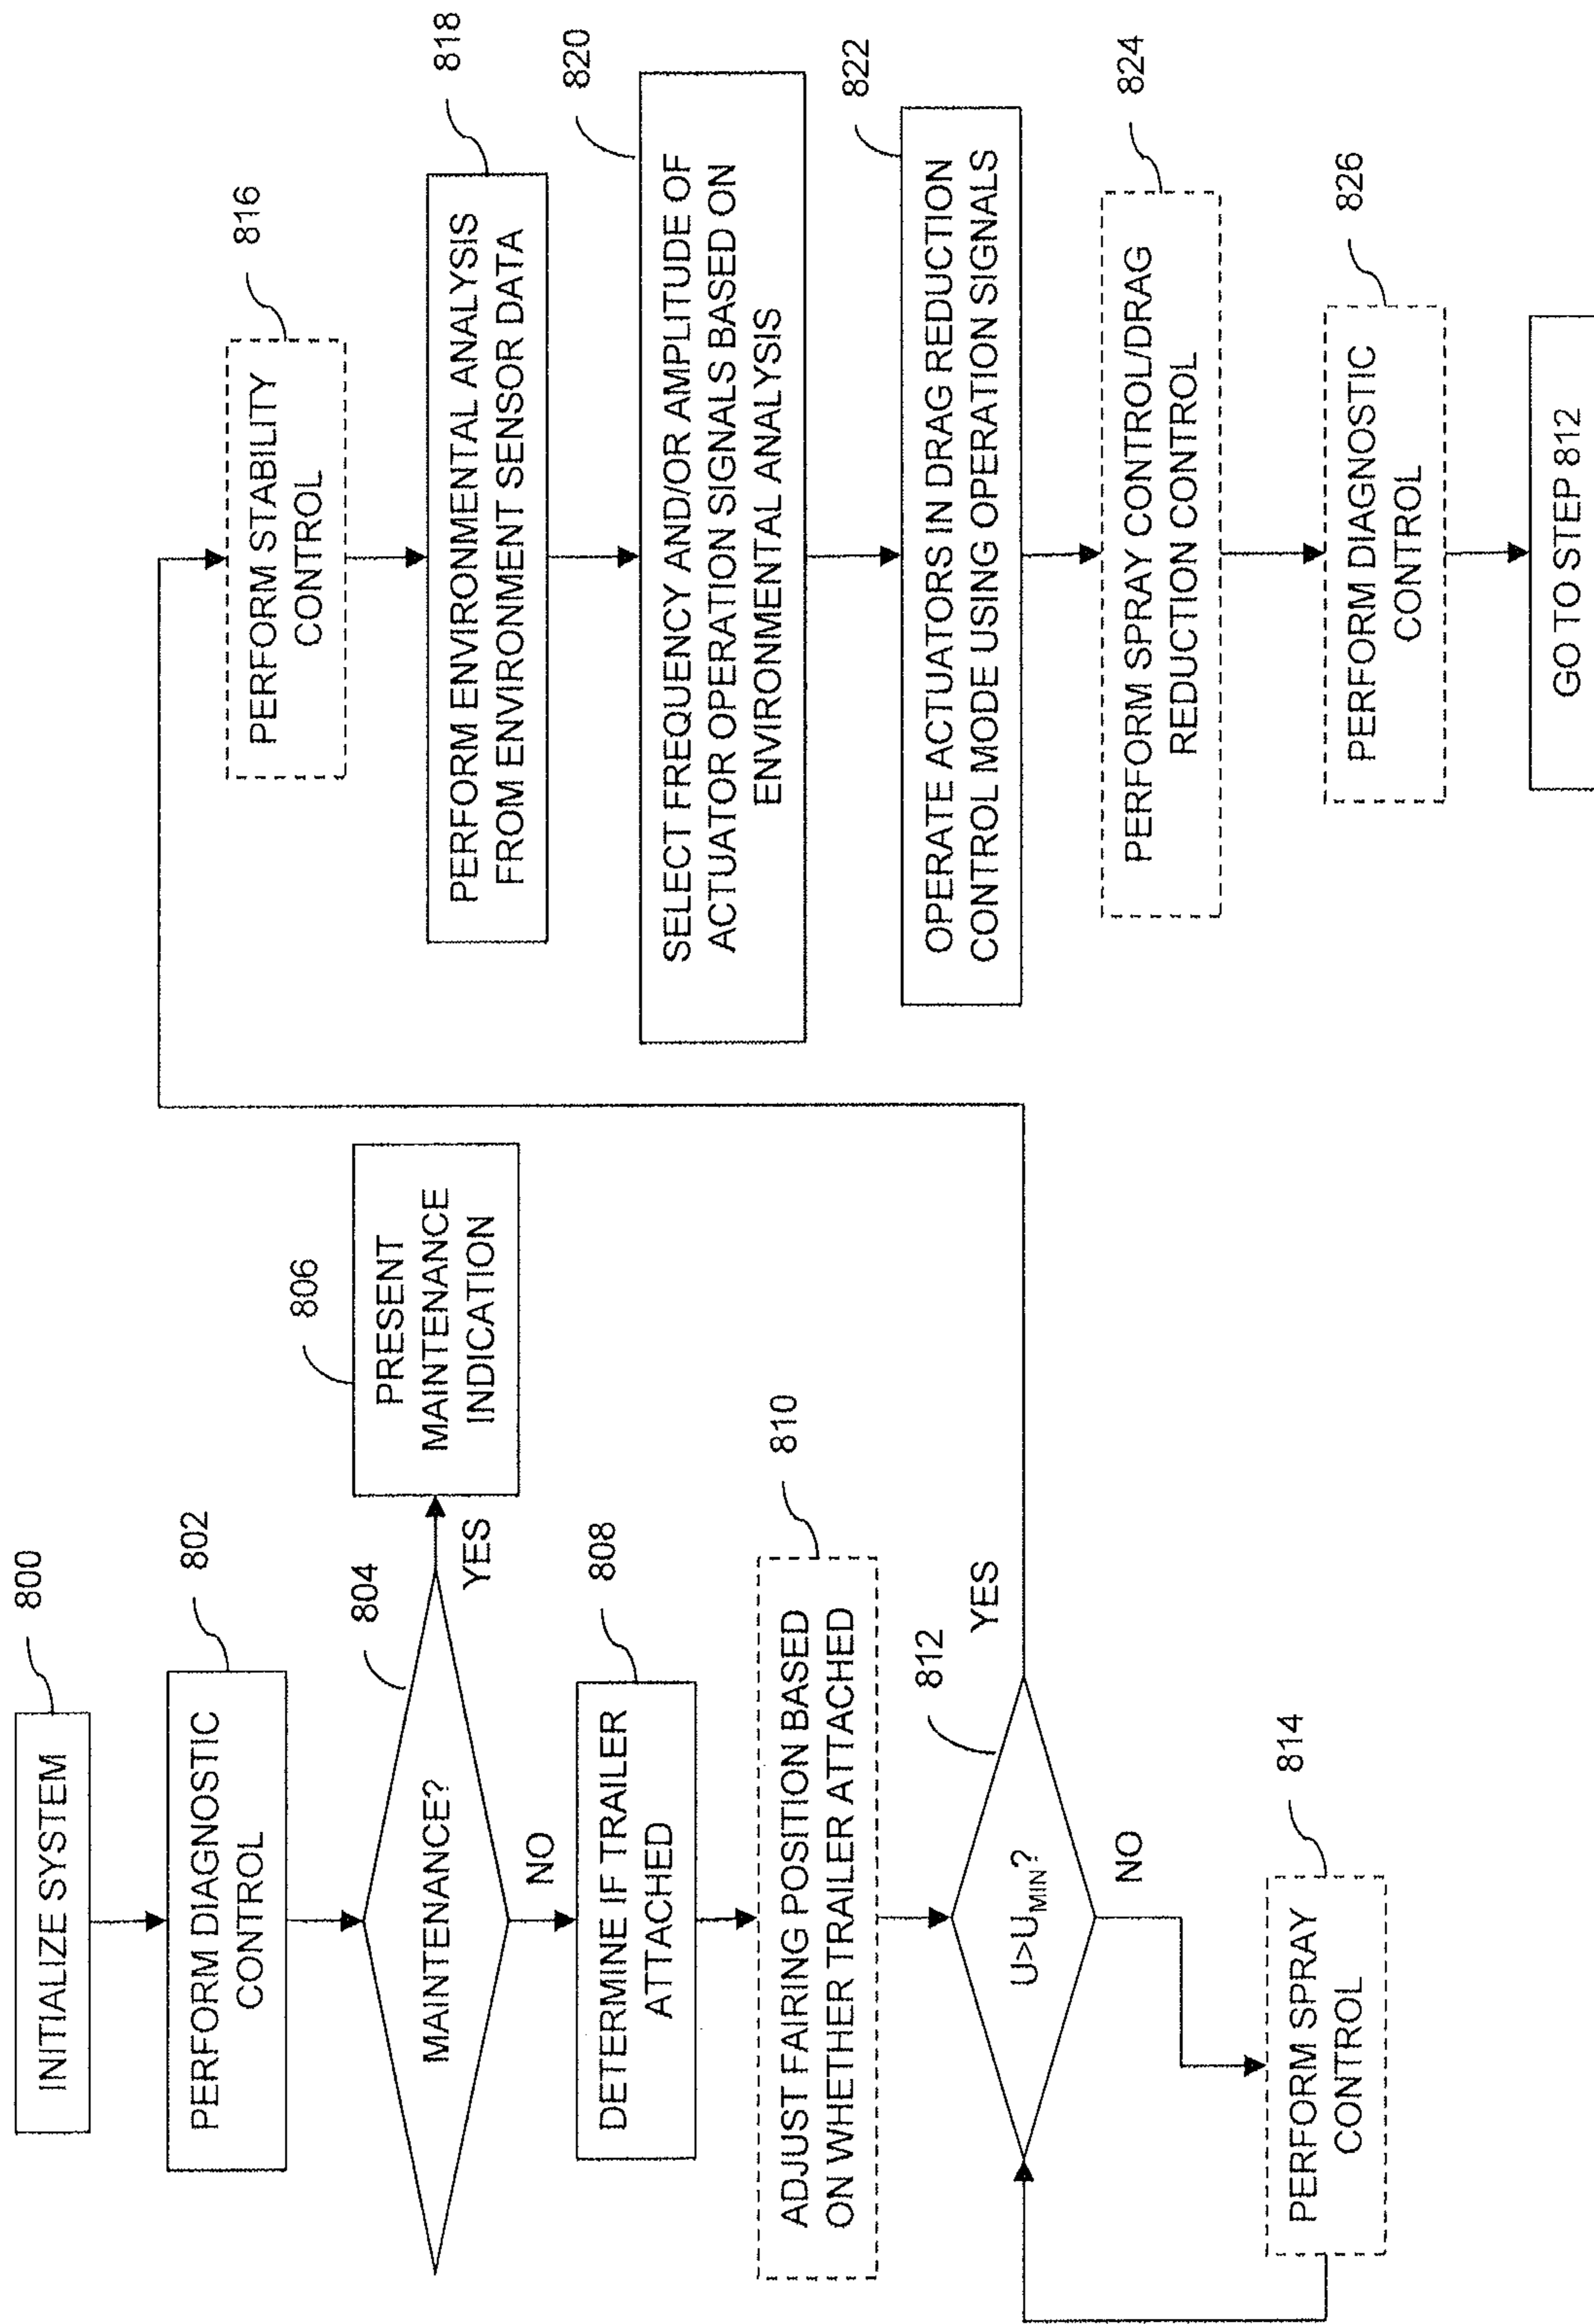 800
INITIALIZE SYSTEM
802
PERFORM DIAGNOSTIC
CONTROL
804
MAINTENANCE?
YES
806
PRESENT
MAINTENANCE
INDICATION
NO
808
DETERMINE IF TRAILER
ATTACHED
810
ADJUST FAIRING POSITION BASED
ON WHETHER TRAILER ATTACHED
812
U>UMIN?
YES
NO
814
PERFORM SPRAY
CONTROL
816
PERFORM STABILITY
CONTROL
818
PERFORM ENVIRONMENTAL ANALYSIS
FROM ENVIRONMENT SENSOR DATA
820
SELECT FREQUENCY AND/OR AMPLITUDE OF
ACTUATOR OPERATION SIGNALS BASED ON
ENVIRONMENTAL ANALYSIS
822
OPERATE ACTUATORS IN DRAG REDUCTION
CONTROL MODE USING OPERATION SIGNALS
824
PERFORM SPRAY CONTROL/DRAG
REDUCTION CONTROL
826
PERFORM DIAGNOSTIC
CONTROL
GO TO STEP 812